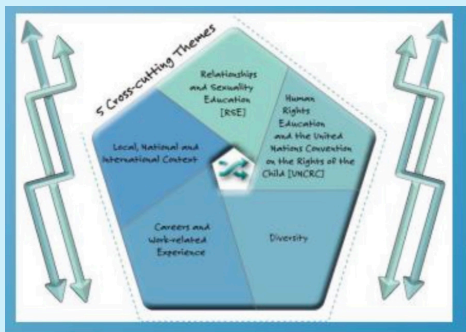 5 Cross-Cutting Themes
Relationships
and Sexuality
Education
[RSE]
Human
Rights
Education
and the United
Nations Convention
on the Rights of the
Child [UNCRC]
Local, National and
International Context
Careers and
Work-related
Experience
Diversity